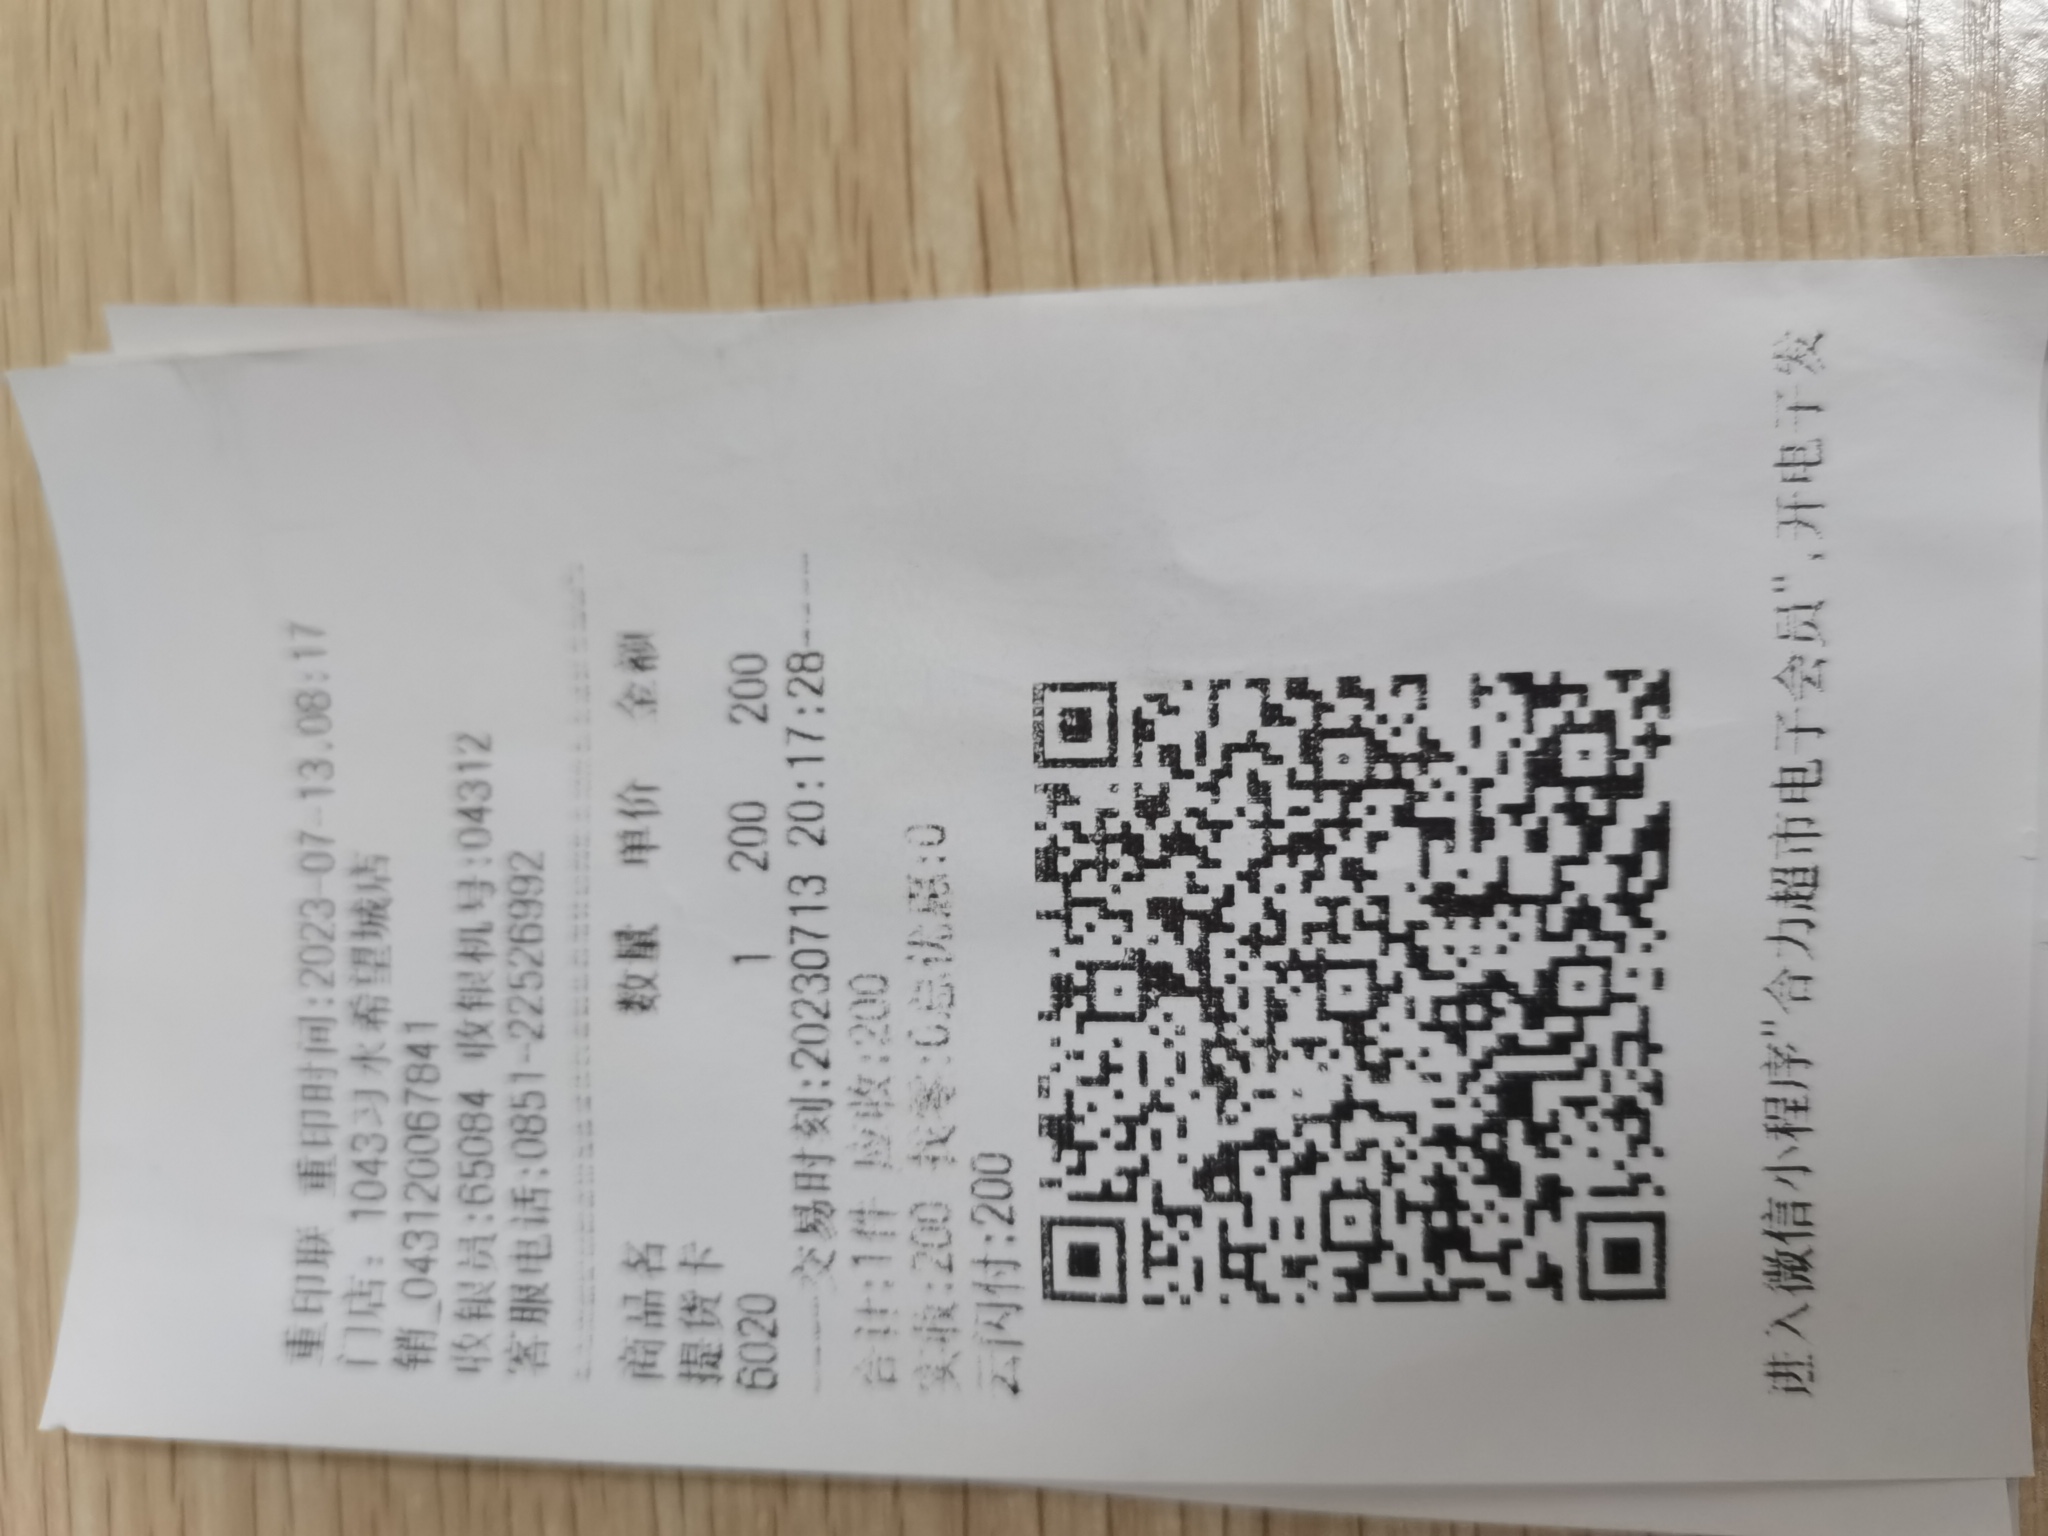 重印联 重印时间:2023-07-13.08:17
门店: 1043习水希望城店
销_0431200678​41
收银员:65084 收银机号:04312
客服电话:0851-225269992
商品名 数量 单价 金额
提货卡
6020 1 200 200
交易时刻:20230713 20:17:28
合计:1件 应收:200
实收:200 找零:0总优惠:0
云闪付:200
进入微信小程序"合力超市电子会员",开电子发